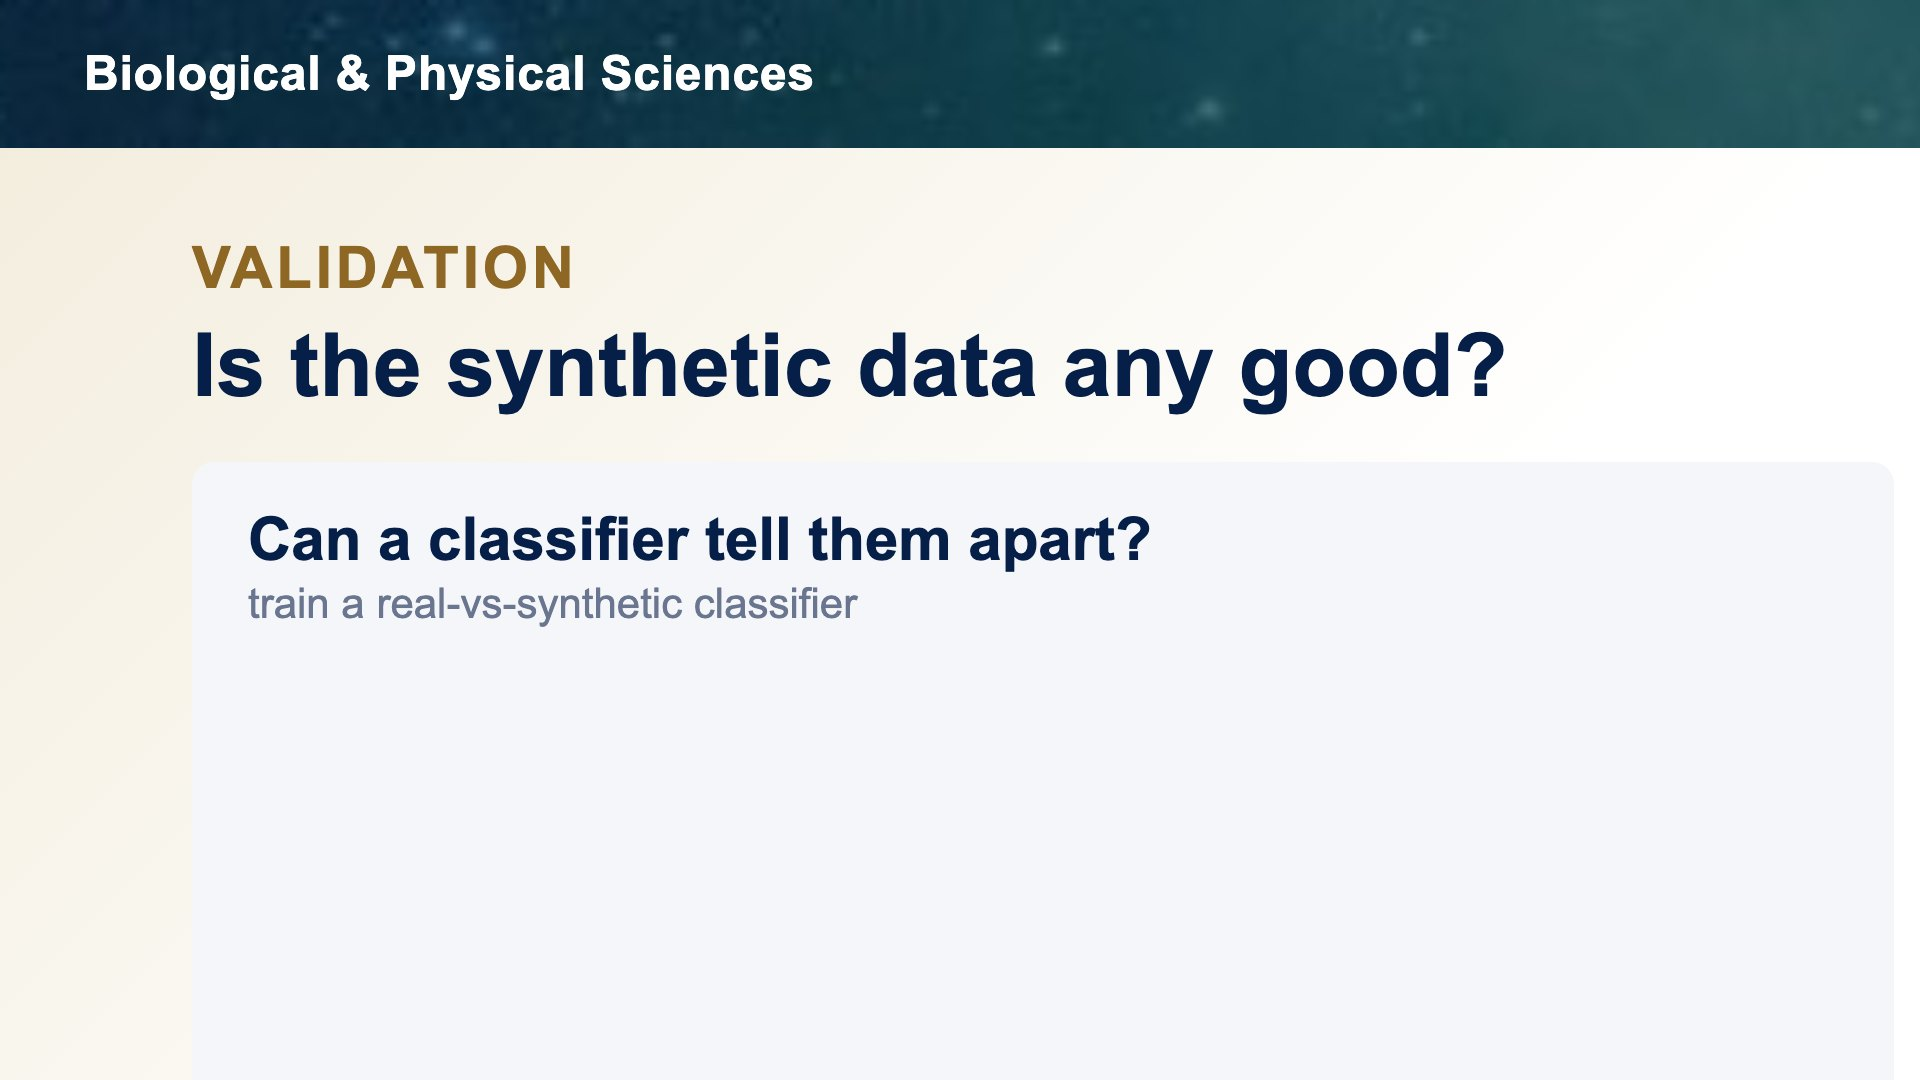 Biological & Physical Sciences
VALIDATION
Is the synthetic data any good?
Can a classifier tell them apart?
train a real-vs-synthetic classifier